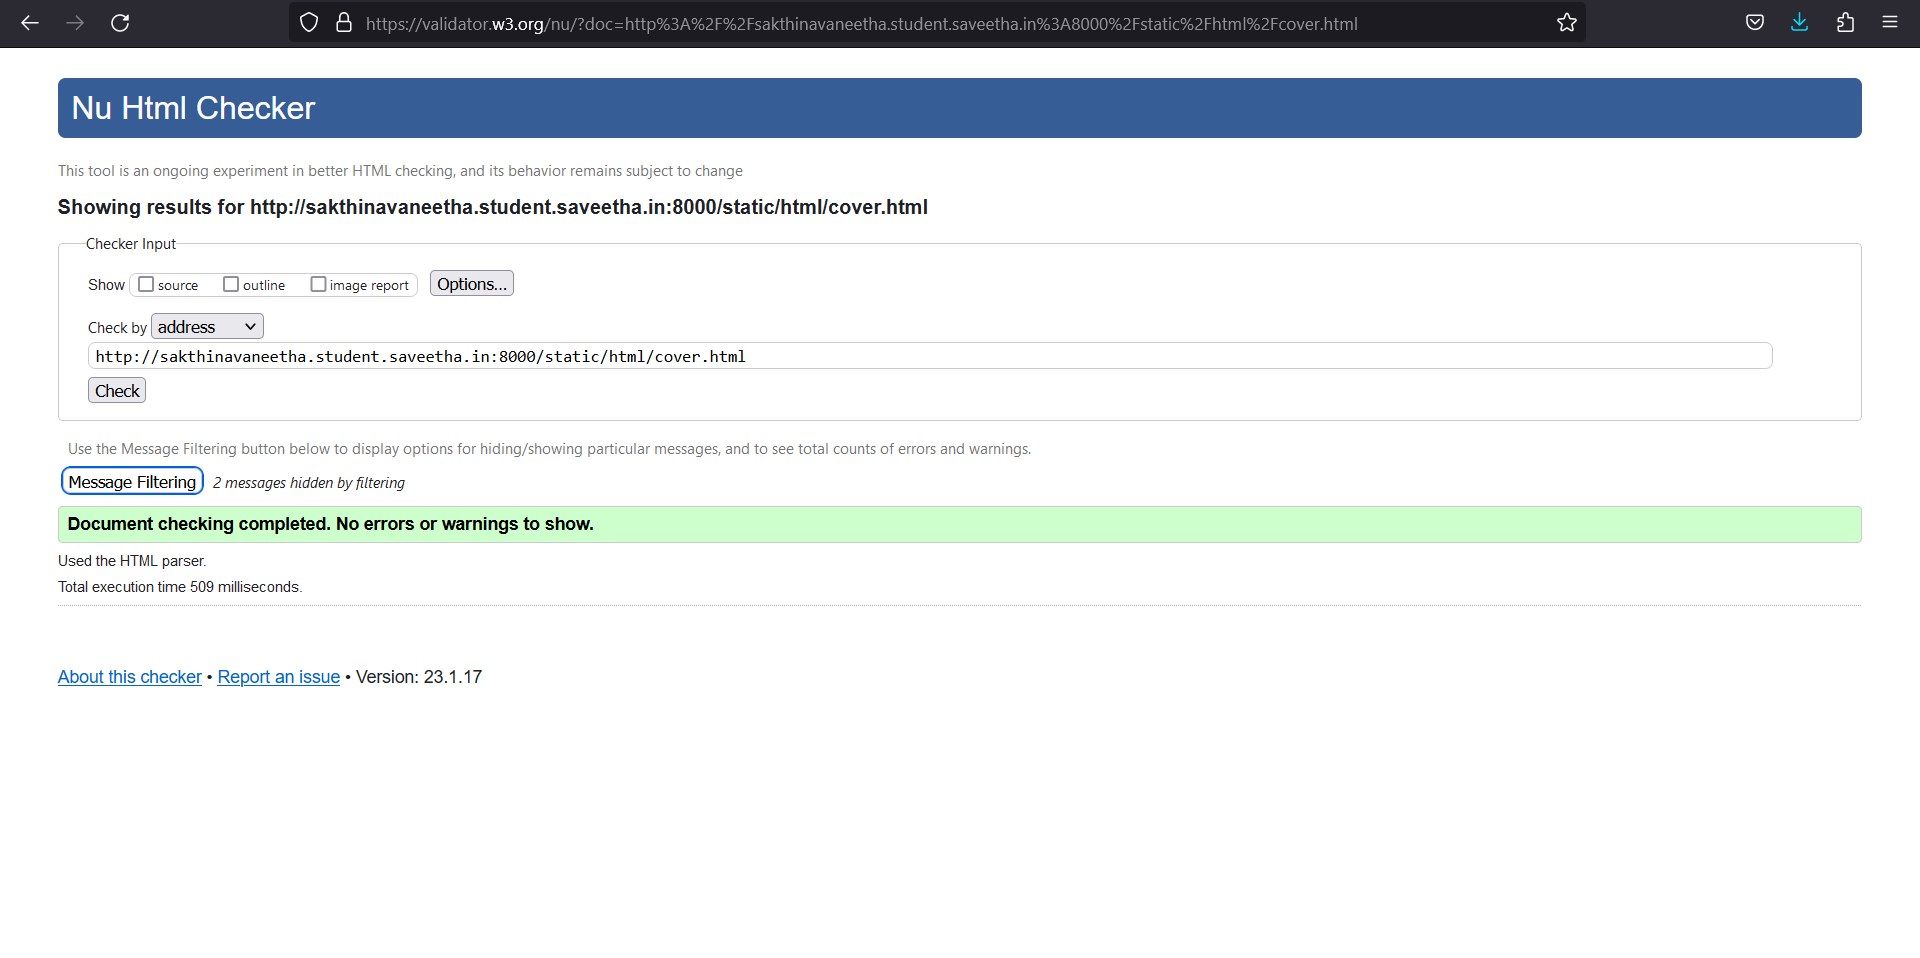 https://validator.w3.org/nu/?doc=http%3A%2F%2Fsakthinavaneetha.student.saveetha.in%3A8000%2Fstatic%2Fhtml%2Fcover.html
Nu Html Checker
This tool is an ongoing experiment in better HTML checking, and its behavior remains subject to change
Showing results for http://sakthinavaneetha.student.saveetha.in:8000/static/html/cover.html
Checker Input
Show source outline image report Options...
Check by address
http://sakthinavaneetha.student.saveetha.in:8000/static/html/cover.html
Check
Use the Message Filtering button below to display options for hiding/showing particular messages, and to see total counts of errors and warnings.
Message Filtering 2 messages hidden by filtering
Document checking completed. No errors or warnings to show.
Used the HTML parser.
Total execution time 509 milliseconds.
About this checker • Report an issue • Version: 23.1.17